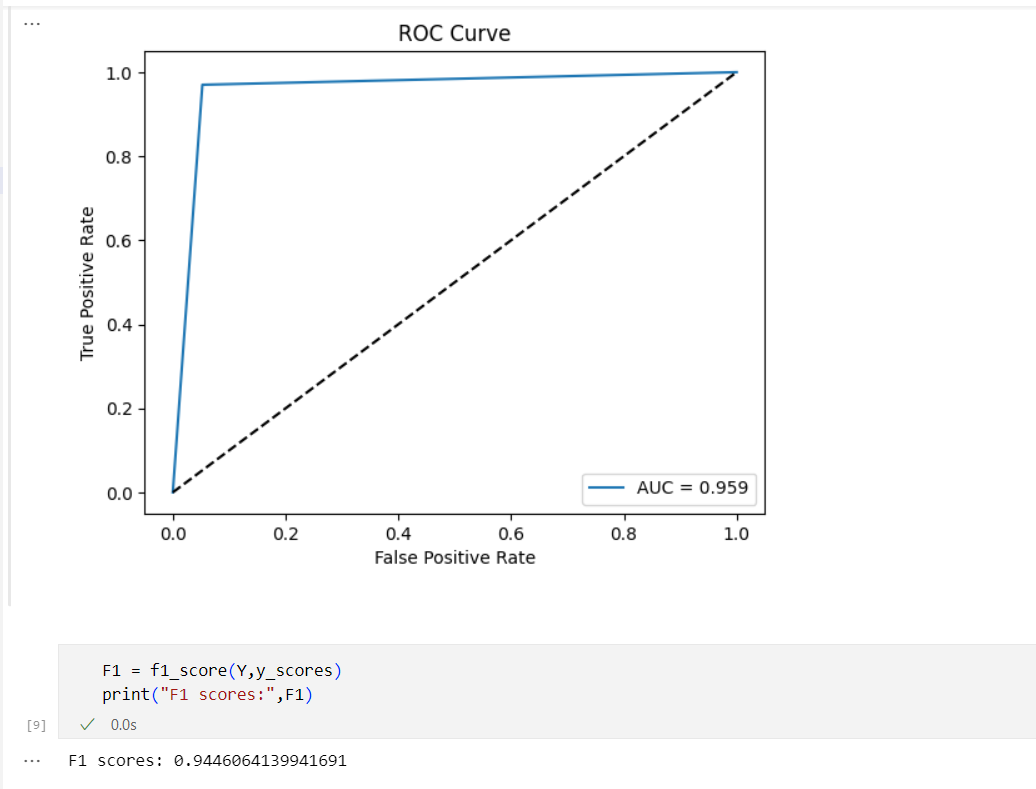 ...
ROC Curve
1.0
0.8
0.6
0.4
0.2
0.0
True Positive Rate
AUC = 0.959
0.0 0.2 0.4 0.6 0.8 1.0
False Positive Rate
F1 = f1_score(Y,y_scores)
print("F1 scores:",F1)
[9] ✓ 0.0s
... F1 scores: 0.9446064139941691